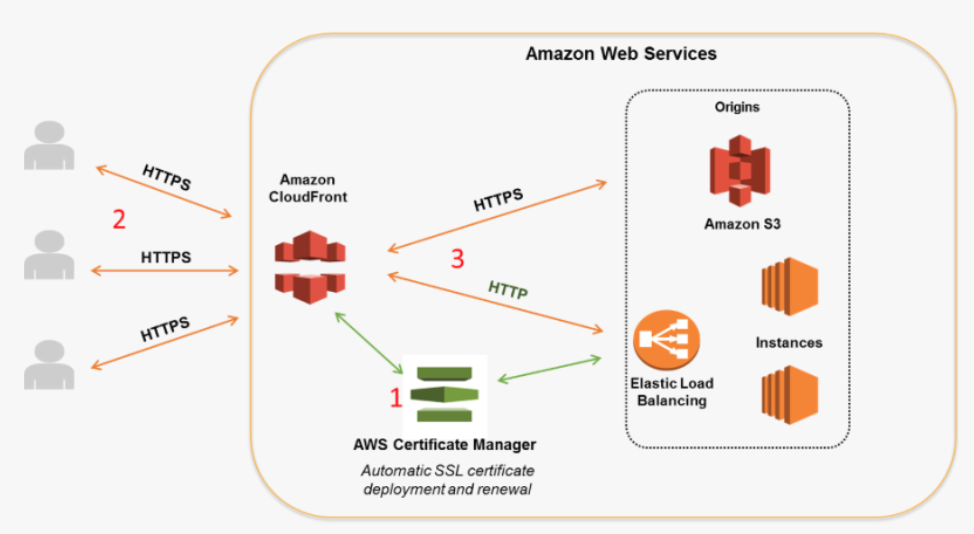 Amazon Web Services
Origins
HTTPS
Amazon
CloudFront
HTTPS
Amazon S3
2
HTTPS
3
HTTP
HTTPS
Instances
Elastic Load
Balancing
1
AWS Certificate Manager
Automatic SSL certificate
deployment and renewal